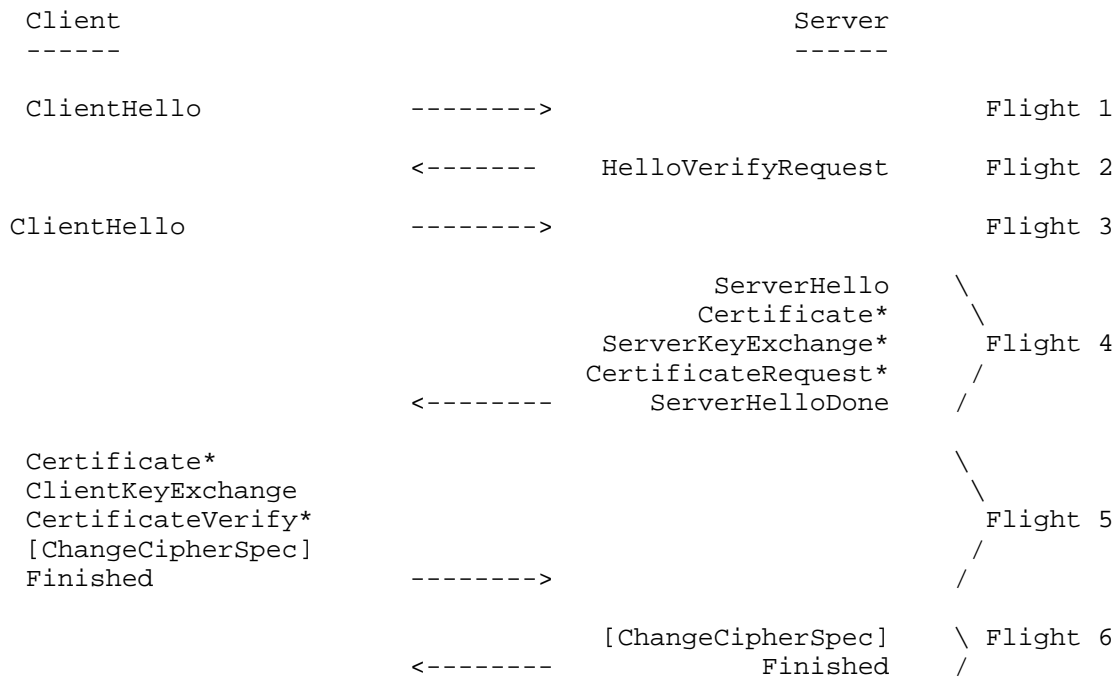 Client                                          Server
------                                          ------
ClientHello             -------->                           Flight 1
                        <-------    HelloVerifyRequest      Flight 2
ClientHello             -------->                           Flight 3
                                           ServerHello    \
                                          Certificate*     \
                                    ServerKeyExchange*      Flight 4
                                   CertificateRequest*     /
                        <--------      ServerHelloDone    /
Certificate*                                              \
ClientKeyExchange                                          \
CertificateVerify*                                          Flight 5
[ChangeCipherSpec]                                         /
Finished                -------->                         /
                                    [ChangeCipherSpec]    \ Flight 6
                        <--------             Finished    /